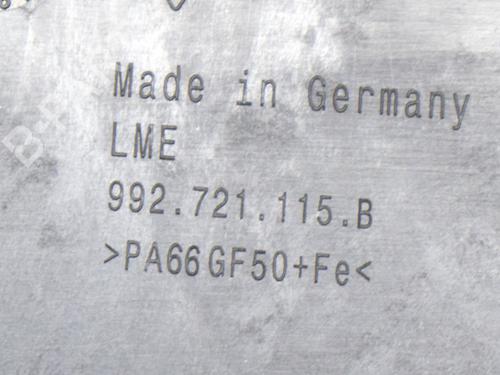 Made in Germany
LME
992.721.115.B
>PA66GF50+Fe<